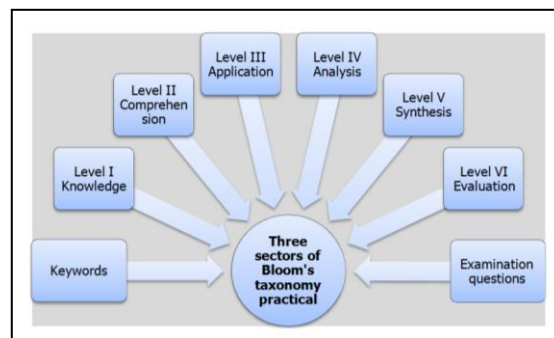 Keywords
Level I
Knowledge
Level II
Comprehen
sion
Level III
Application
Level IV
Analysis
Level V
Synthesis
Level VI
Evaluation
Examination
questions
Three
sectors of
Bloom's
taxonomy
practical